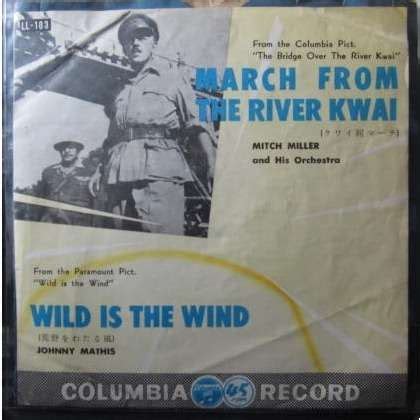 LL-183
From the Columbia Pict.
"The Bridge Over The River Kwai"
MARCH FROM
THE RIVER KWAI
(クワイ河マーチ)
MITCH MILLER
and His Orchestra
From the Paramount Pict.
"Wild is the Wind"
WILD IS THE WIND
(荒野をわたる風)
JOHNNY MATHIS
COLUMBIA 45 RECORD